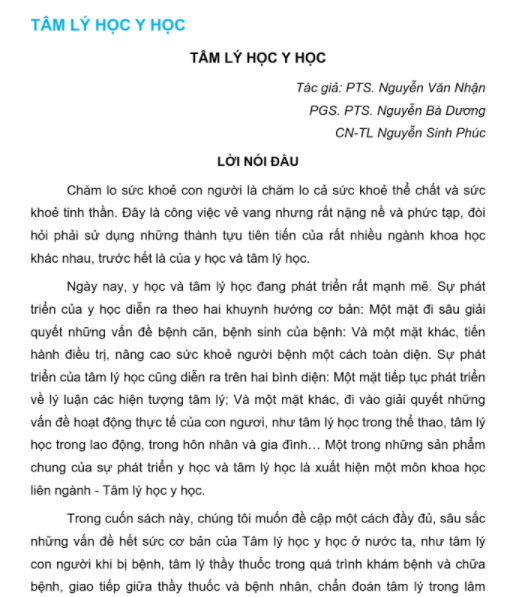 TÂM LÝ HỌC Y HỌC
TÂM LÝ HỌC Y HỌC
Tác giả: PTS. Nguyễn Văn Nhận
PGS. PTS. Nguyễn Bá Dương
CN-TL Nguyễn Sinh Phúc
LỜI NÓI ĐẦU
Chăm lo sức khoẻ con người là chăm lo cả sức khoẻ thể chất và sức
khoẻ tinh thần. Đây là công việc vẻ vang nhưng rất nặng nề và phức tạp, đòi
hỏi phải sử dụng những thành tựu tiên tiến của rất nhiều ngành khoa học
khác nhau, trước hết là của y học và tâm lý học.
Ngày nay, y học và tâm lý học đang phát triển rất mạnh mẽ. Sự phát
triển của y học diễn ra theo hai khuynh hướng cơ bản: Một mặt đi sâu giải
quyết những vấn đề bệnh căn, bệnh sinh của bệnh: Và một mặt khác, tiến
hành điều trị, nâng cao sức khoẻ người bệnh một cách toàn diện. Sự phát
triển của tâm lý học cũng diễn ra trên hai bình diện: Một mặt tiếp tục phát triển
về lý luận các hiện tượng tâm lý; Và một mặt khác, đi vào giải quyết những
vấn đề hoạt động thực tế của con ngươi, như tâm lý học trong thể thao, tâm lý
học trong lao động, trong hôn nhân và gia đình… Một trong những sản phẩm
chung của sự phát triển y học và tâm lý học là xuất hiện một môn khoa học
liên ngành - Tâm lý học y học.
Trong cuốn sách này, chúng tôi muốn đề cập một cách đầy đủ, sâu sắc
những vấn đề hết sức cơ bản của Tâm lý học y học ở nước ta, như tâm lý
con người khi bị bệnh, tâm lý thầy thuốc trong quá trình khám bệnh và chữa
bệnh, giao tiếp giữa thầy thuốc và bệnh nhân, chẩn đoán tâm lý trong lâm